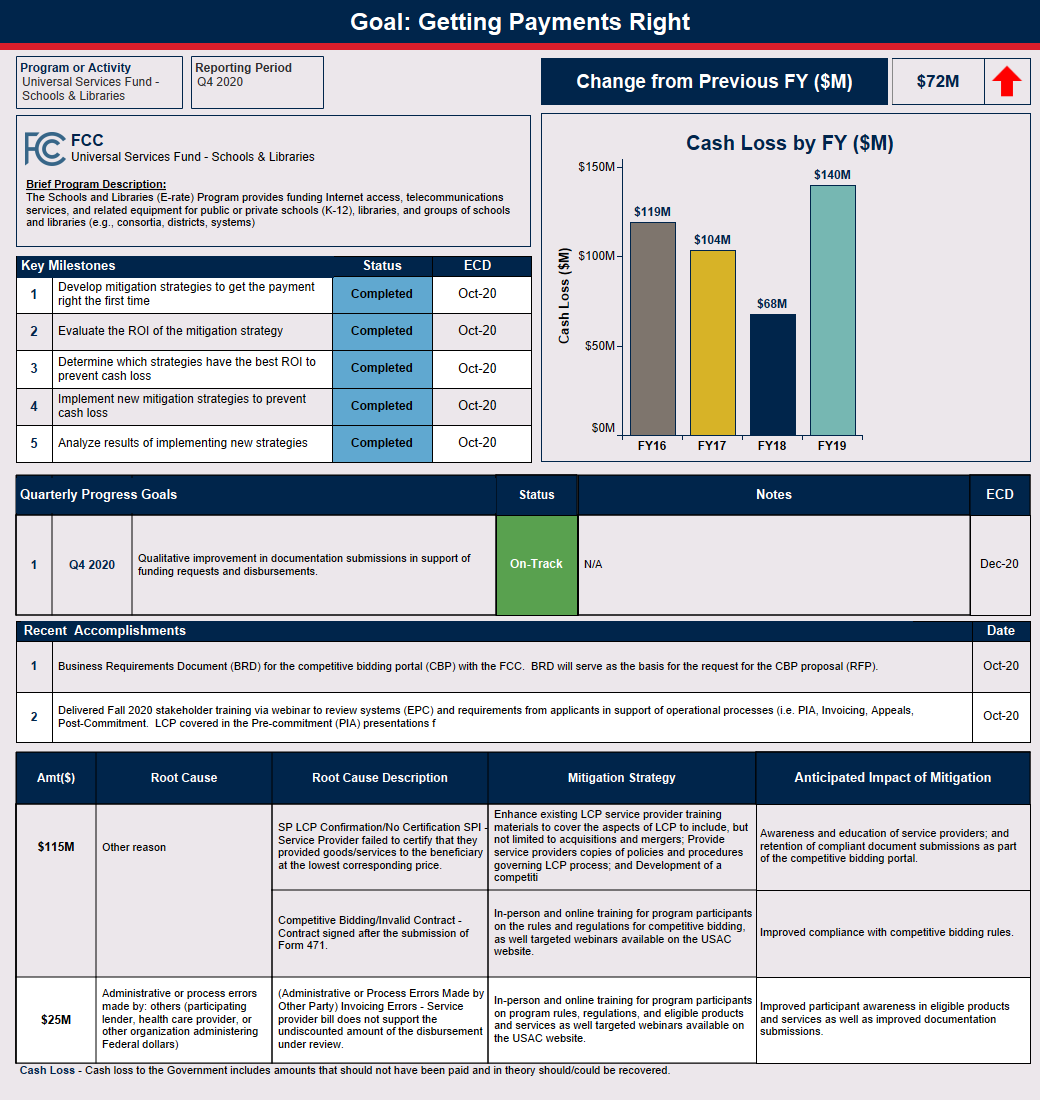 Goal: Getting Payments Right
Program or Activity
Universal Services Fund -
Schools & Libraries
Reporting Period
Q4 2020
Change from Previous FY ($M)
$72M
FCC
FCC
Universal Services Fund - Schools & Libraries
Brief Program Description:
The Schools and Libraries (E-rate) Program provides funding Internet access, telecommunications
services, and related equipment for public or private schools (K-12), libraries, and groups of schools
and libraries (e.g., consortia, districts, systems)
Cash Loss by FY ($M)
Cash Loss ($M)
$150M
$100M
$50M
$0M
$119M
$104M
$68M
$140M
FY16
FY17
FY18
FY19
Key Milestones
Status
ECD
1
Develop mitigation strategies to get the payment
right the first time
Completed
Oct-20
2
Evaluate the ROI of the mitigation strategy
Completed
Oct-20
3
Determine which strategies have the best ROI to
prevent cash loss
Completed
Oct-20
4
Implement new mitigation strategies to prevent
cash loss
Completed
Oct-20
5
Analyze results of implementing new strategies
Completed
Oct-20
Quarterly Progress Goals
Status
Notes
ECD
1
Q4 2020
Qualitative improvement in documentation submissions in support of
funding requests and disbursements.
On-Track
N/A
Dec-20
Recent  Accomplishments
Date
1
Business Requirements Document (BRD) for the competitive bidding portal (CBP) with the FCC.  BRD will serve as the basis for the request for the CBP proposal (RFP).
Oct-20
2
Delivered Fall 2020 stakeholder training via webinar to review systems (EPC) and requirements from applicants in support of operational processes (i.e. PIA, Invoicing, Appeals,
Post-Commitment.  LCP covered in the Pre-commitment (PIA) presentations f
Oct-20
Amt($)
Root Cause
Root Cause Description
Mitigation Strategy
Anticipated Impact of Mitigation
$115M
Other reason
SP LCP Confirmation/No Certification SPI -
Service Provider failed to certify that they
provided goods/services to the beneficiary
at the lowest corresponding price.
Enhance existing LCP service provider training
materials to cover the aspects of LCP to include, but
not limited to acquisitions and mergers; Provide
service providers copies of policies and procedures
governing LCP process; and Development of a
competiti
Awareness and education of service providers; and
retention of compliant document submissions as part
of the competitive bidding portal.
Competitive Bidding/Invalid Contract -
Contract signed after the submission of
Form 471.
In-person and online training for program participants
on the rules and regulations for competitive bidding,
as well targeted webinars available on the USAC
website.
Improved compliance with competitive bidding rules.
$25M
Administrative or process errors
made by: others (participating
lender, health care provider, or
other organization administering
Federal dollars)
(Administrative or Process Errors Made by
Other Party) Invoicing Errors - Service
provider bill does not support the
undiscounted amount of the disbursement
under review.
In-person and online training for program participants
on program rules, regulations, and eligible products
and services as well targeted webinars available on
the USAC website.
Improved participant awareness in eligible products
and services as well as improved documentation
submissions.
Cash Loss - Cash loss to the Government includes amounts that should not have been paid and in theory should/could be recovered.